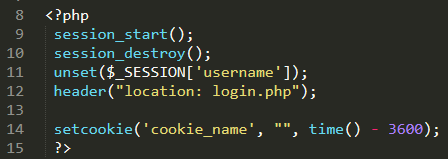 8 <?php
9 session_start();
10 session_destroy();
11 unset($_SESSION['username']);
12 header("location: login.php");
13
14 setcookie('cookie_name', "", time() - 3600);
15 ?>